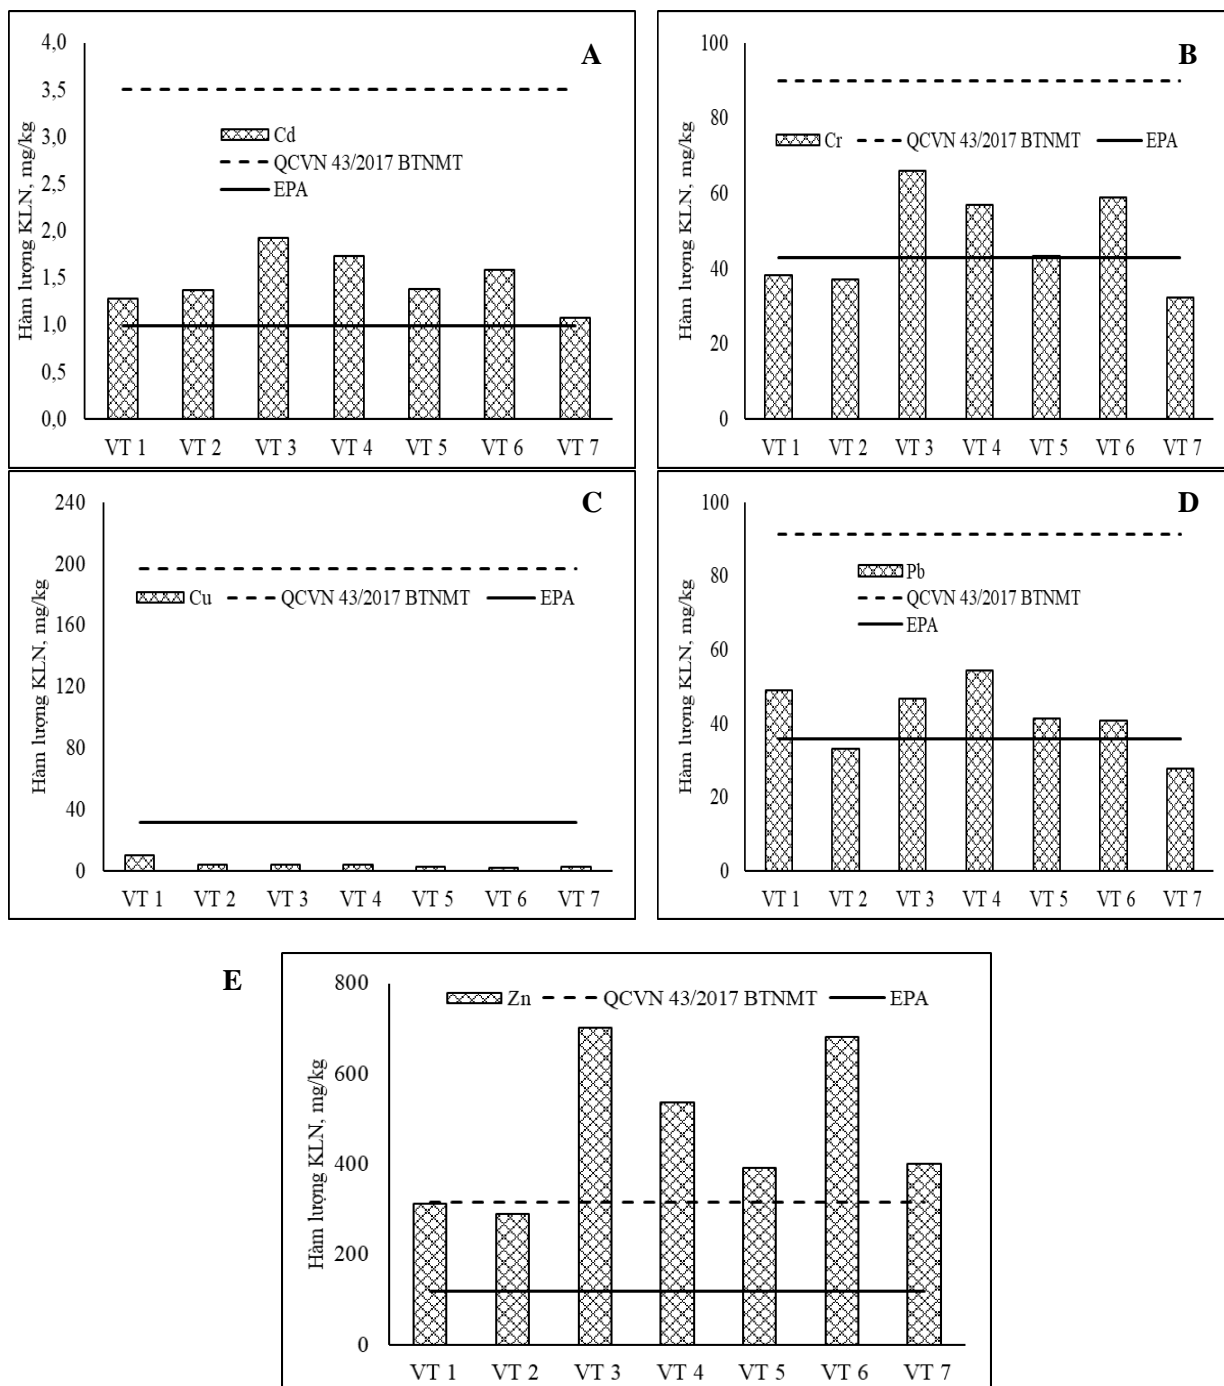 A
Hàm lượng KLN, mg/kg
4,0
3,5
3,0
2,5
2,0
1,5
1,0
0,5
0,0
Cd
QCVN 43/2017 BTNMT
EPA
VT 1 VT 2 VT 3 VT 4 VT 5 VT 6 VT 7
B
Hàm lượng KLN, mg/kg
100
80
60
40
20
0
Cr QCVN 43/2017 BTNMT EPA
VT 1 VT 2 VT 3 VT 4 VT 5 VT 6 VT 7
C
Hàm lượng KLN, mg/kg
240
200
160
120
80
40
0
Cu QCVN 43/2017 BTNMT EPA
VT 1 VT 2 VT 3 VT 4 VT 5 VT 6 VT 7
D
Hàm lượng KLN, mg/kg
100
80
60
40
20
0
Pb
QCVN 43/2017 BTNMT
EPA
VT 1 VT 2 VT 3 VT 4 VT 5 VT 6 VT 7
E
Hàm lượng KLN, mg/kg
800
600
400
200
0
Zn QCVN 43/2017 BTNMT EPA
VT 1 VT 2 VT 3 VT 4 VT 5 VT 6 VT 7